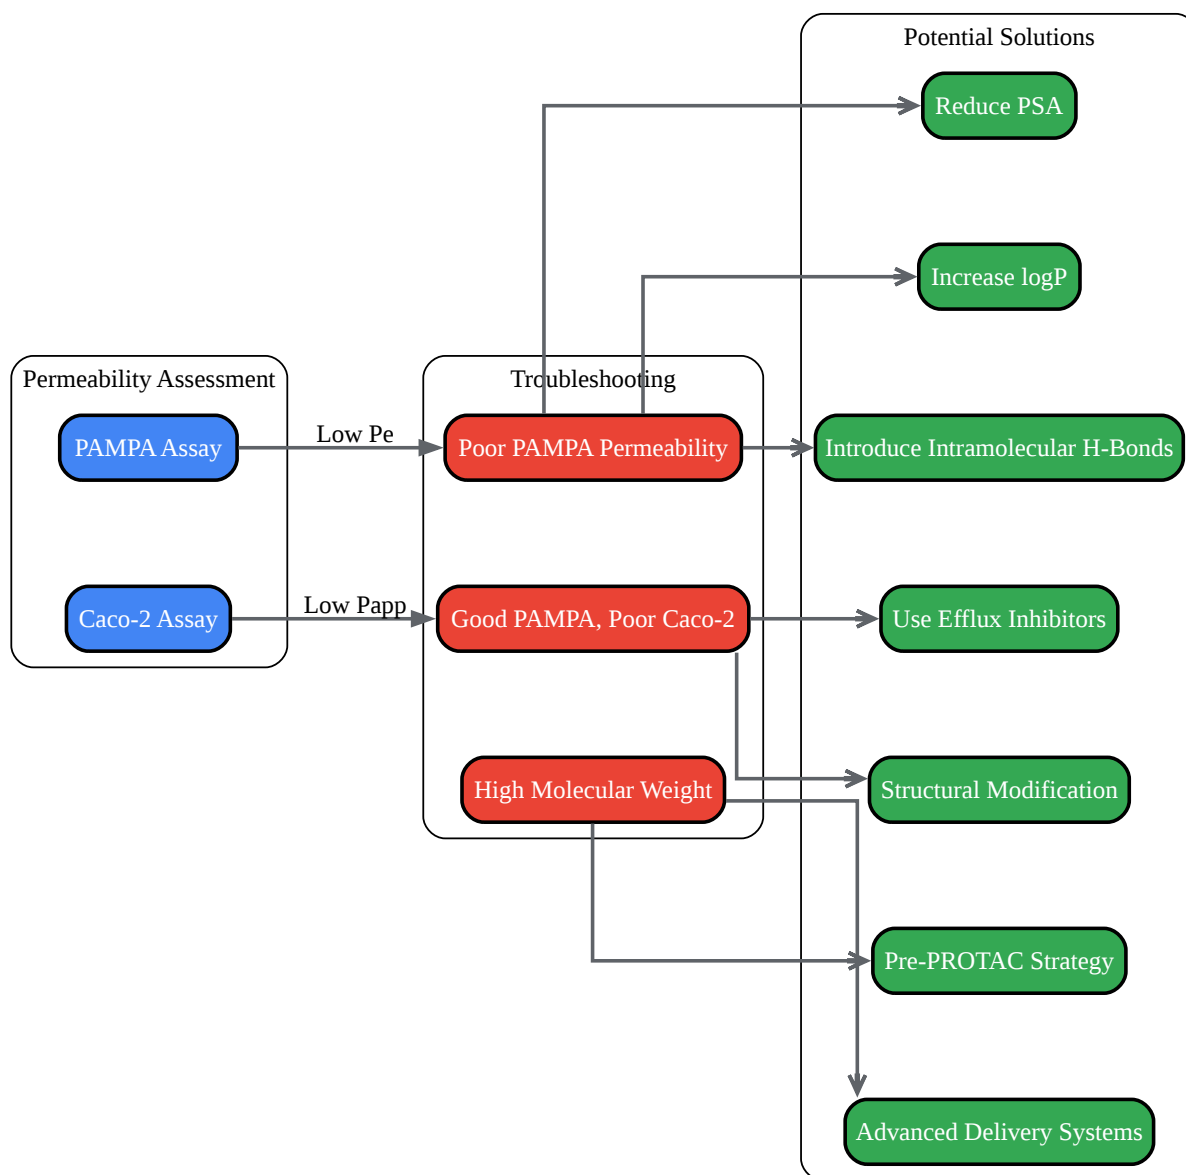 Potential Solutions
Reduce PSA
Increase logP
Permeability Assessment
Troubleshooting
PAMPA Assay
Low Pe
Poor PAMPA Permeability
Introduce Intramolecular H-Bonds
Caco-2 Assay
Low Papp
Good PAMPA, Poor Caco-2
Use Efflux Inhibitors
High Molecular Weight
Structural Modification
Pre-PROTAC Strategy
Advanced Delivery Systems